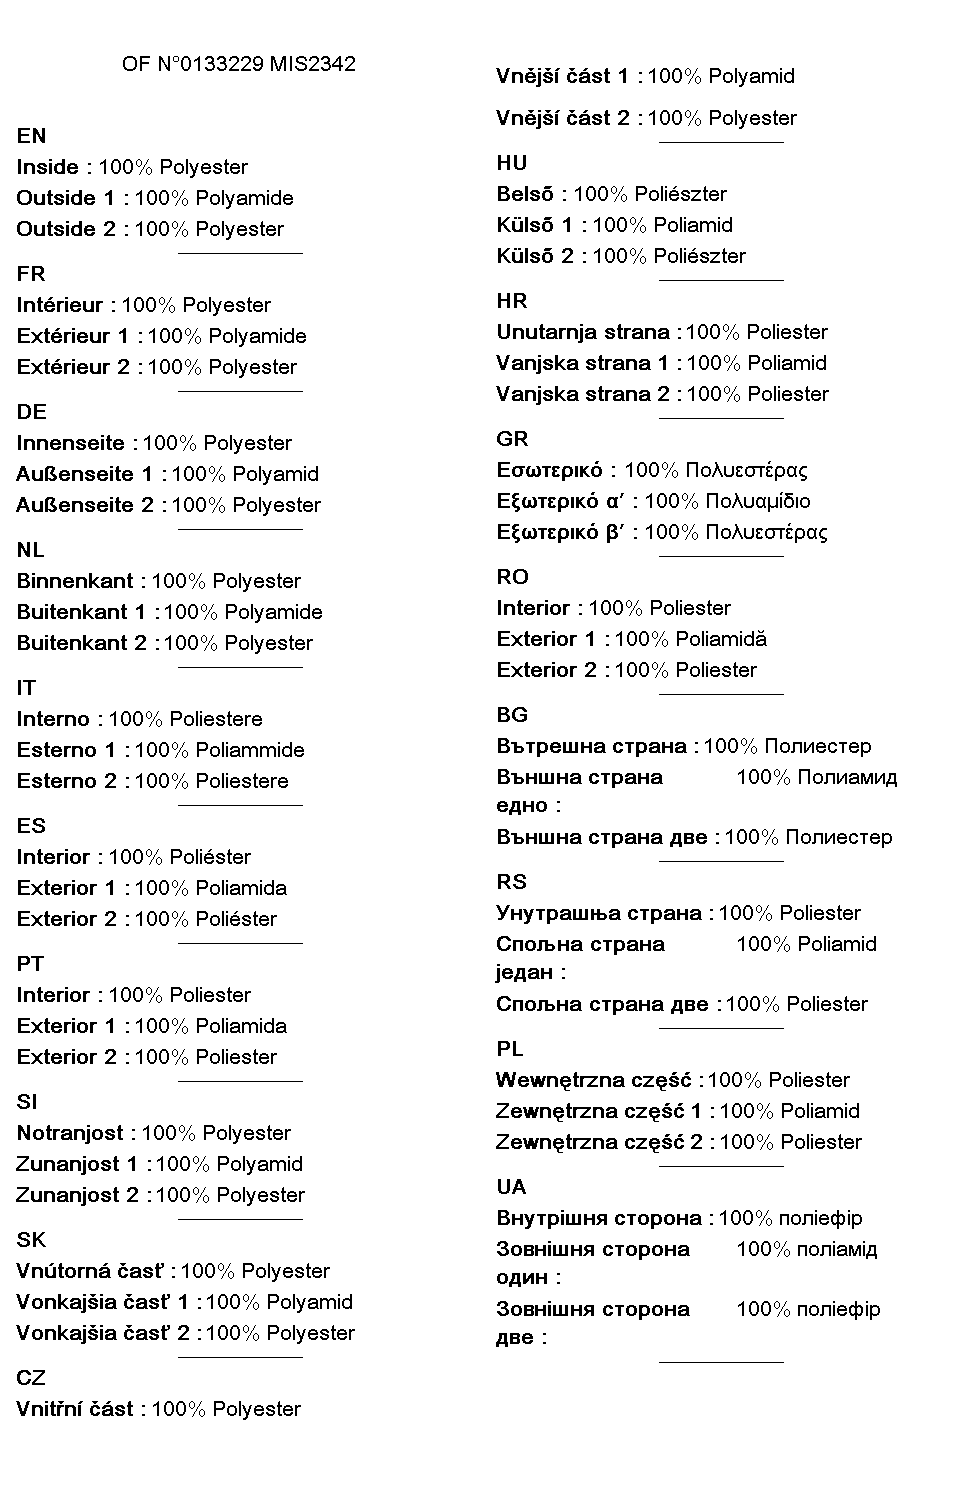 OF N°0133229 MIS2342
EN
Inside : 100% Polyester
Outside 1 : 100% Polyamide
Outside 2 : 100% Polyester
FR
Intérieur : 100% Polyester
Extérieur 1 : 100% Polyamide
Extérieur 2 : 100% Polyester
DE
Innenseite : 100% Polyester
Außenseite 1 : 100% Polyamid
Außenseite 2 : 100% Polyester
NL
Binnenkant : 100% Polyester
Buitenkant 1 : 100% Polyamide
Buitenkant 2 : 100% Polyester
IT
Interno : 100% Poliestere
Esterno 1 : 100% Poliammide
Esterno 2 : 100% Poliestere
ES
Interior : 100% Poliéster
Exterior 1 : 100% Poliamida
Exterior 2 : 100% Poliéster
PT
Interior : 100% Poliester
Exterior 1 : 100% Poliamida
Exterior 2 : 100% Poliester
SI
Notranjost : 100% Polyester
Zunanjost 1 : 100% Polyamid
Zunanjost 2 : 100% Polyester
SK
Vnútorná časť : 100% Polyester
Vonkajšia časť 1 : 100% Polyamid
Vonkajšia časť 2 : 100% Polyester
CZ
Vnitřní část : 100% Polyester
Vnější část 1 : 100% Polyamid
Vnější část 2 : 100% Polyester
HU
Belsõ : 100% Poliészter
Külsõ 1 : 100% Poliamid
Külsõ 2 : 100% Poliészter
HR
Unutarnja strana : 100% Poliester
Vanjska strana 1 : 100% Poliamid
Vanjska strana 2 : 100% Poliester
GR
Εσωτερικό : 100% Πολυεστέρας
Εξωτερικό α’ : 100% Πολυαμίδιο
Εξωτερικό β’ : 100% Πολυεστέρας
RO
Interior : 100% Poliester
Exterior 1 : 100% Poliamidă
Exterior 2 : 100% Poliester
BG
Вътрешна страна : 100% Полиестер
Външна страна 100% Полиамид
едно :
Външна страна две : 100% Полиестер
RS
Унутрашња страна : 100% Poliester
Спољна страна 100% Poliamid
један :
Спољна страна две : 100% Poliester
PL
Wewnętrzna część : 100% Poliester
Zewnętrzna część 1 : 100% Poliamid
Zewnętrzna część 2 : 100% Poliester
UA
Внутрішня сторона : 100% поліефір
Зовнішня сторона 100% поліамід
один :
Зовнішня сторона 100% поліефір
две :